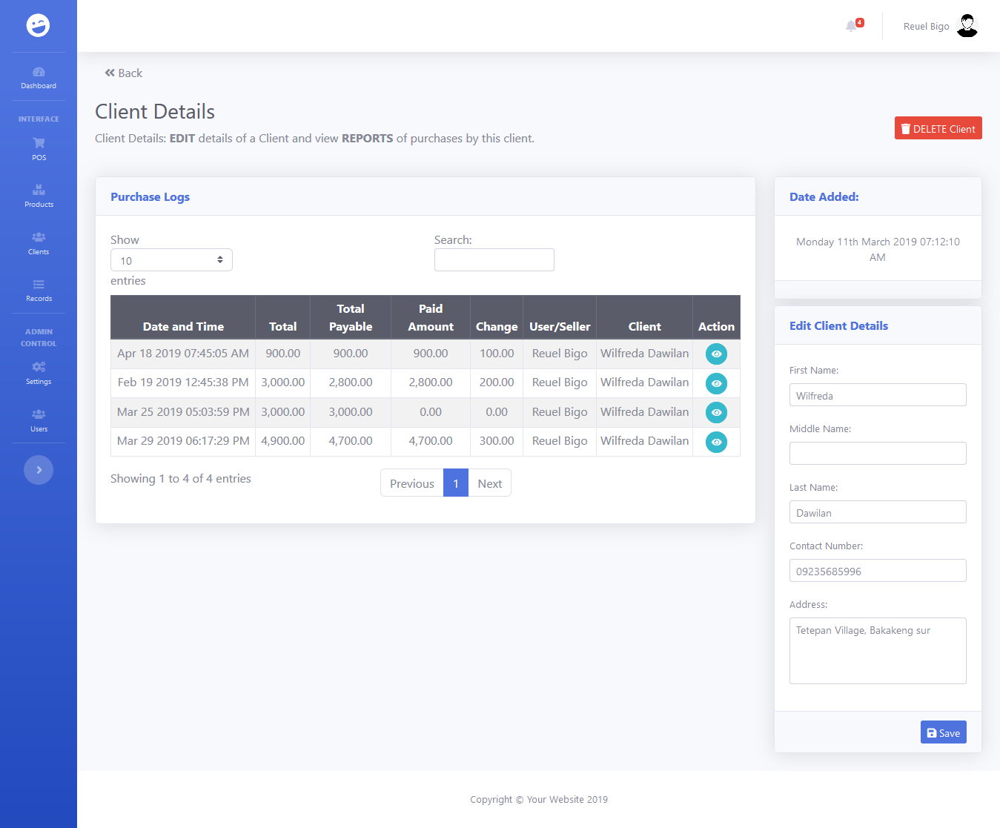 4
Reuel Bigo
Dashboard
INTERFACE
POS
Products
Clients
Records
ADMIN
CONTROL
Settings
Users
Back
Client Details
Client Details: EDIT details of a Client and view REPORTS of purchases by this client.
DELETE Client
Purchase Logs
Show
10
entries
Search:
Date and Time Total Total Payable Paid Amount Change User/Seller Client Action
Apr 18 2019 07:45:05 AM 900.00 900.00 900.00 100.00 Reuel Bigo Wilfreda Dawilan
Feb 19 2019 12:45:38 PM 3,000.00 2,800.00 2,800.00 200.00 Reuel Bigo Wilfreda Dawilan
Mar 25 2019 05:03:59 PM 3,000.00 3,000.00 0.00 0.00 Reuel Bigo Wilfreda Dawilan
Mar 29 2019 06:17:29 PM 4,900.00 4,700.00 4,700.00 300.00 Reuel Bigo Wilfreda Dawilan
Showing 1 to 4 of 4 entries
Previous 1 Next
Date Added:
Monday 11th March 2019 07:12:10
AM
Edit Client Details
First Name:
Wilfreda
Middle Name:
Last Name:
Dawilan
Contact Number:
09235685996
Address:
Tetepan Village, Bakakeng sur
Save
Copyright © Your Website 2019